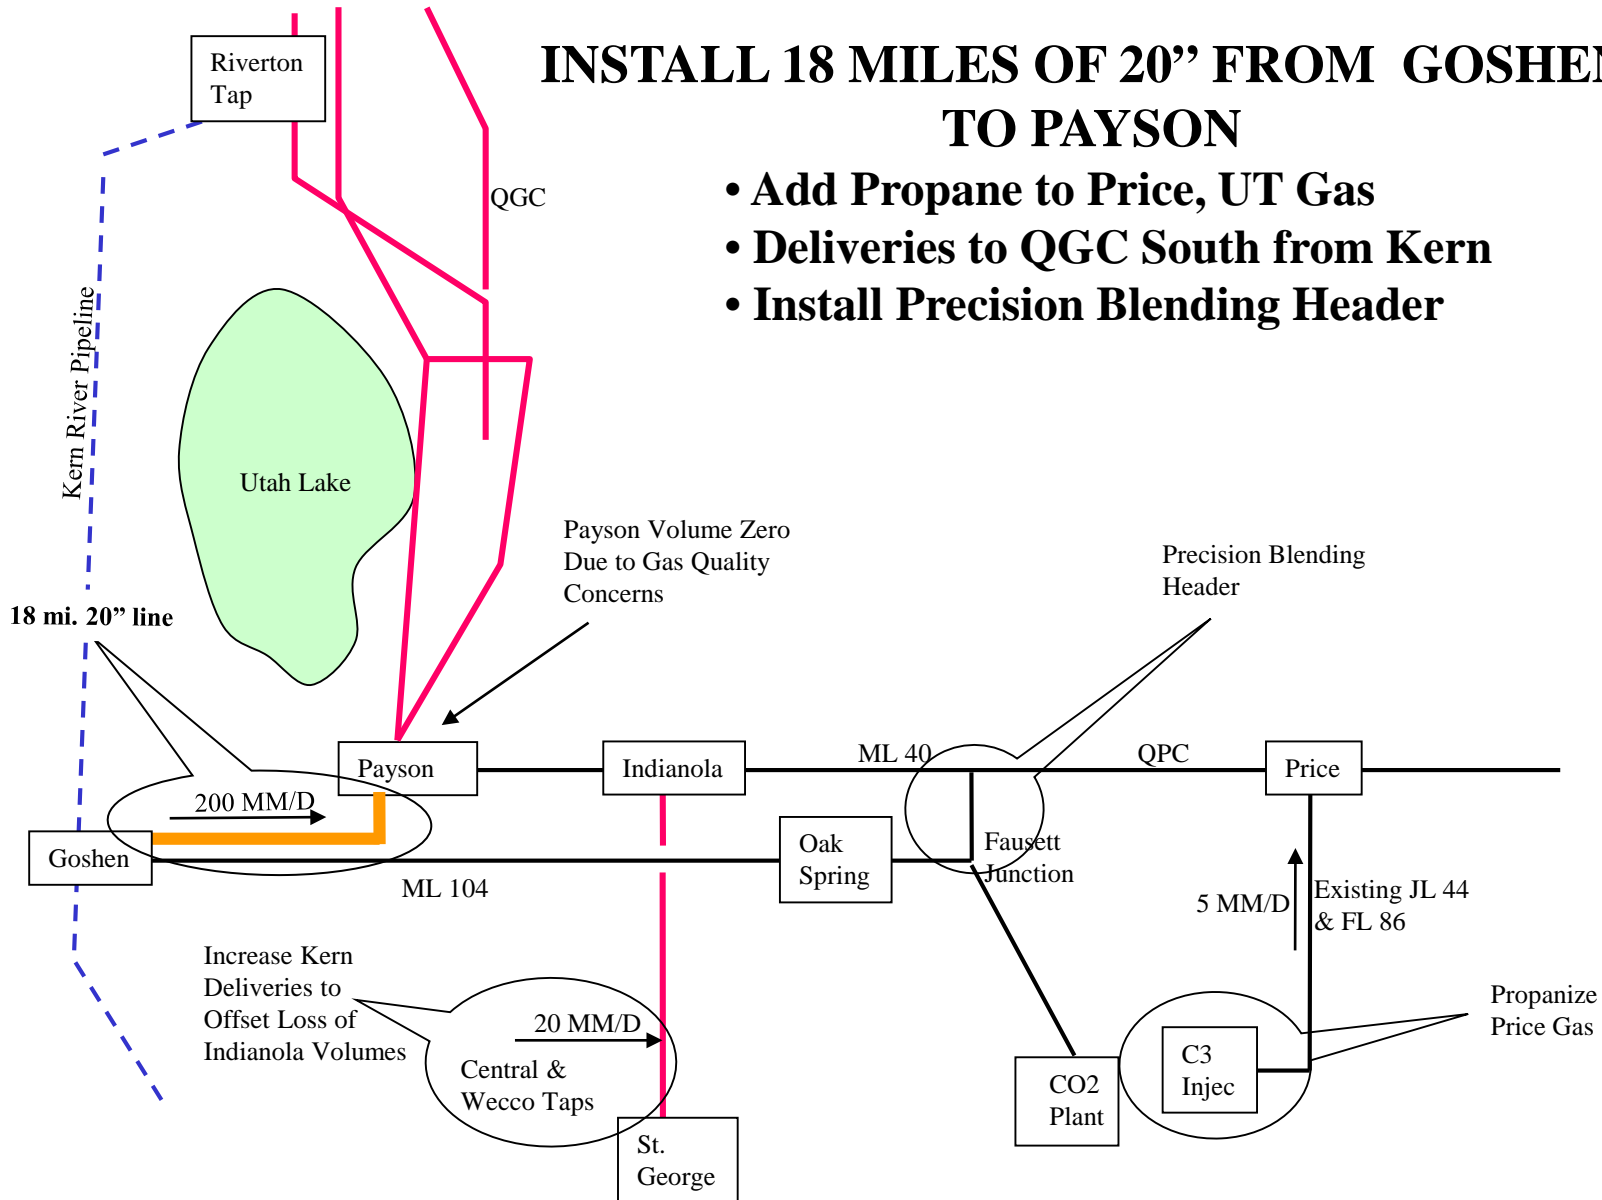 INSTALL 18 MILES OF 20” FROM GOSHEN
TO PAYSON
• Add Propane to Price, UT Gas
• Deliveries to QGC South from Kern
• Install Precision Blending Header
Riverton
Tap
QGC
Kern River Pipeline
Utah Lake
Payson Volume Zero
Due to Gas Quality
Concerns
Precision Blending
Header
18 mi. 20” line
Payson
Indianola
ML 40
QPC
Price
200 MM/D
Goshen
Oak
Spring
Fausett
Junction
ML 104
5 MM/D
Existing JL 44
& FL 86
Increase Kern
Deliveries to
Offset Loss of
Indianola Volumes
20 MM/D
Central &
Wecco Taps
Propanize
Price Gas
C3
Injec
CO2
Plant
St.
George